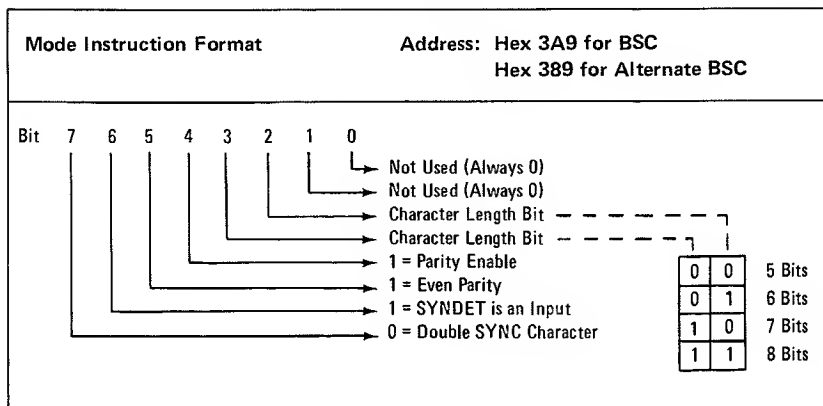 Mode Instruction Format Address: Hex 3A9 for BSC
Hex 389 for Alternate BSC
Bit 7 6 5 4 3 2 1 0
Not Used (Always 0)
Not Used (Always 0)
Character Length Bit
Character Length Bit
1 = Parity Enable
1 = Even Parity
1 = SYNDET is an Input
0 = Double SYNC Character
0 0 5 Bits
0 1 6 Bits
1 0 7 Bits
1 1 8 Bits